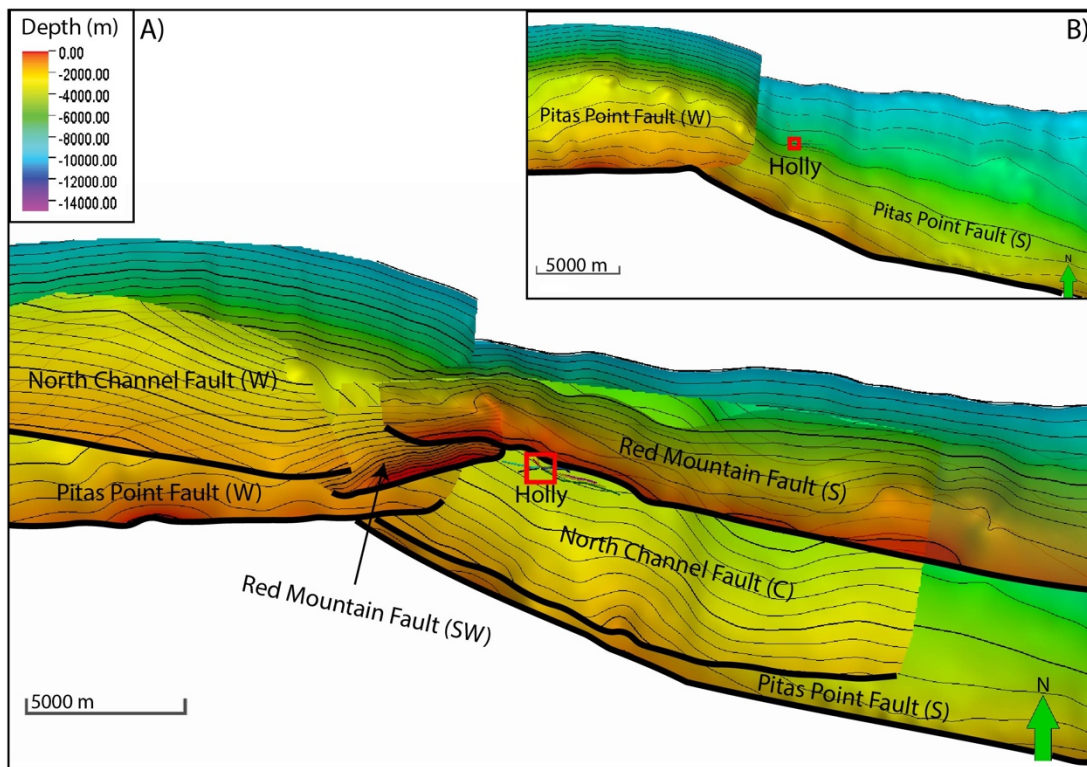 Depth (m)
0.00
-2000.00
-4000.00
-6000.00
-8000.00
-10000.00
-12000.00
-14000.00
A)
B)
Pitas Point Fault (W)
Holly
Pitas Point Fault (S)
5000 m
N
North Channel Fault (W)
Pitas Point Fault (W)
Red Mountain Fault (S)
Holly
North Channel Fault (C)
Red Mountain Fault (SW)
Pitas Point Fault (S)
5000 m
N